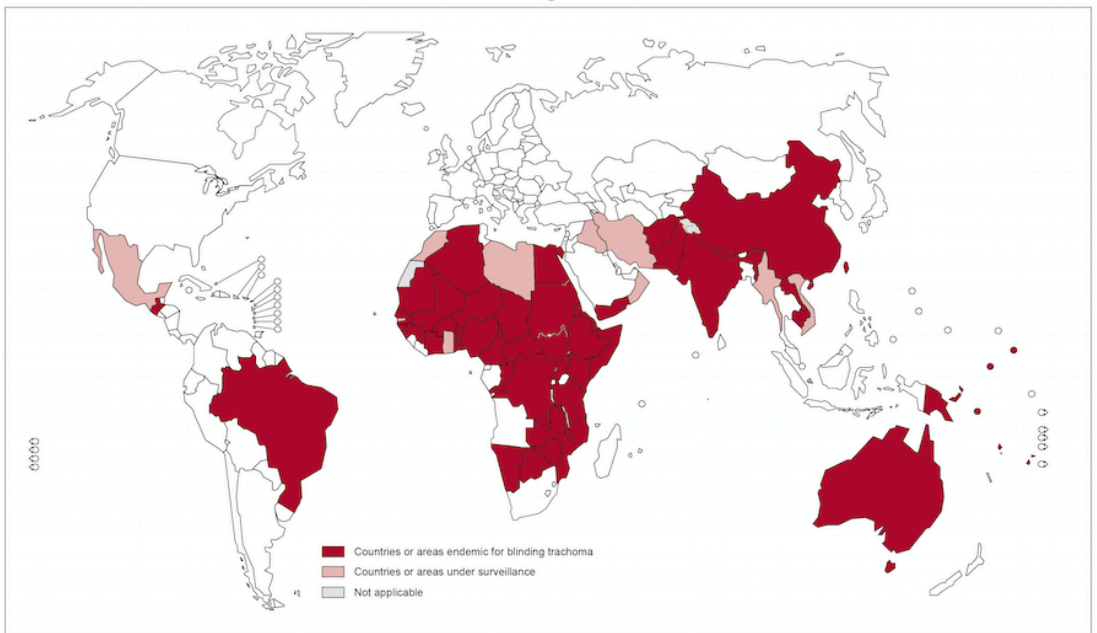 Countries or areas endemic for blinding trachoma
Countries or areas under surveillance
Not applicable